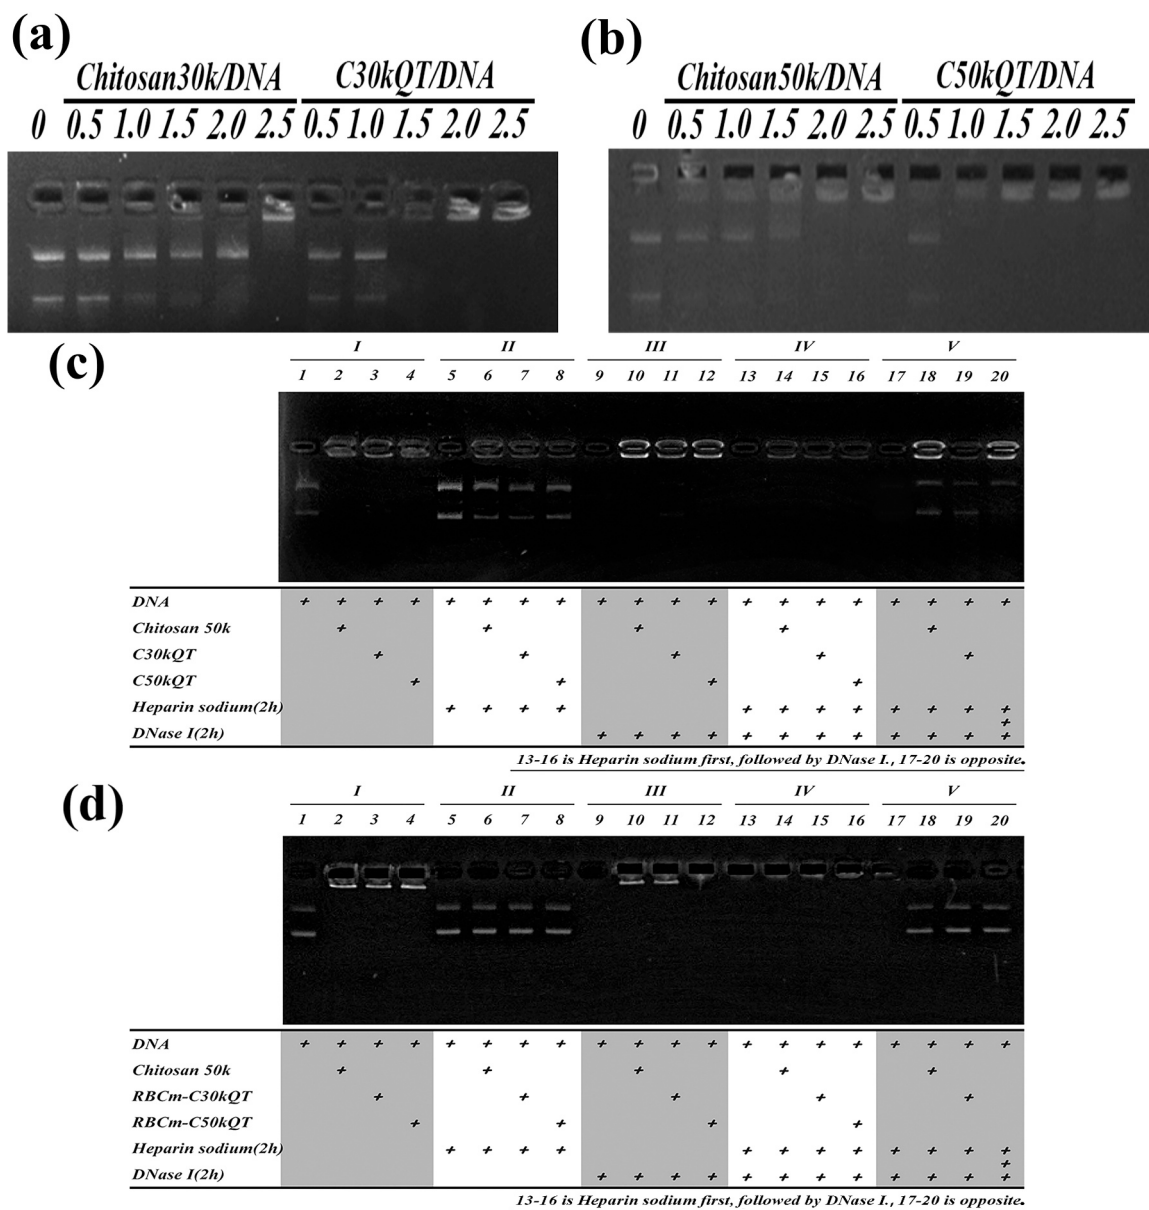 (a)
Chitosan30k/DNA C30kQT/DNA
0 0.5 1.0 1.5 2.0 2.5 0.5 1.0 1.5 2.0 2.5
(b)
Chitosan50k/DNA C50kQT/DNA
0 0.5 1.0 1.5 2.0 2.5 0.5 1.0 1.5 2.0 2.5
(c)
I II III IV V
1 2 3 4 5 6 7 8 9 10 11 12 13 14 15 16 17 18 19 20
DNA + + + + + + + + + + + + + + + + + + + +
Chitosan 50k + + + + +
C30kQT + + + + +
C50kQT + + + + +
Heparin sodium(2h) + + + + + + + + + + + +
DNase I(2h) + + + + + + + + + + + +
13-16 is Heparin sodium first, followed by DNase I., 17-20 is opposite.
(d)
I II III IV V
1 2 3 4 5 6 7 8 9 10 11 12 13 14 15 16 17 18 19 20
DNA + + + + + + + + + + + + + + + + + + + +
Chitosan 50k + + + + +
RBCm-C30kQT + + + + +
RBCm-C50kQT + + + + +
Heparin sodium(2h) + + + + + + + + + + + +
DNase I(2h) + + + + + + + + + + + +
13-16 is Heparin sodium first, followed by DNase I., 17-20 is opposite.